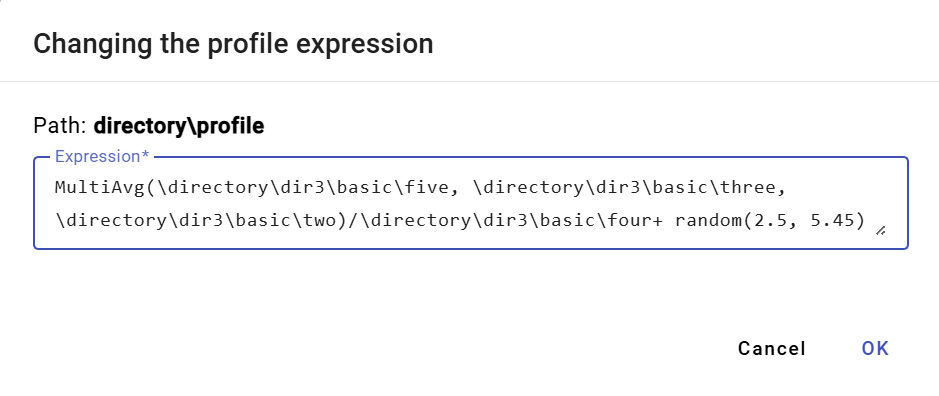 Changing the profile expression
Path: directory\profile
Expression*
MultiAvg(\directory\dir3\basic\five, \directory\dir3\basic\three,
\directory\dir3\basic\two)/\directory\dir3\basic\four+ random(2.5, 5.45)
Cancel OK